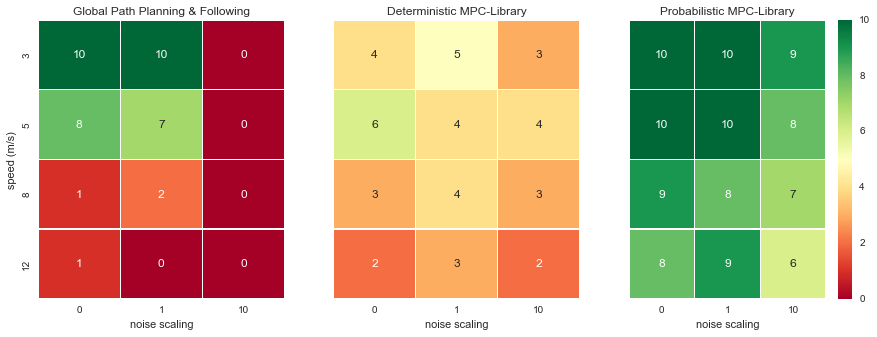 Global Path Planning & Following
Deterministic MPC-Library
Probabilistic MPC-Library
speed (m/s)
3
10 10 0
4 5 3
10 10 9
5
8 7 0
6 4 4
10 10 8
8
1 2 0
3 4 3
9 8 7
12
1 0 0
2 3 2
8 9 6
0 1 10
0 1 10
0 1 10
noise scaling
noise scaling
noise scaling
10
8
6
4
2
0